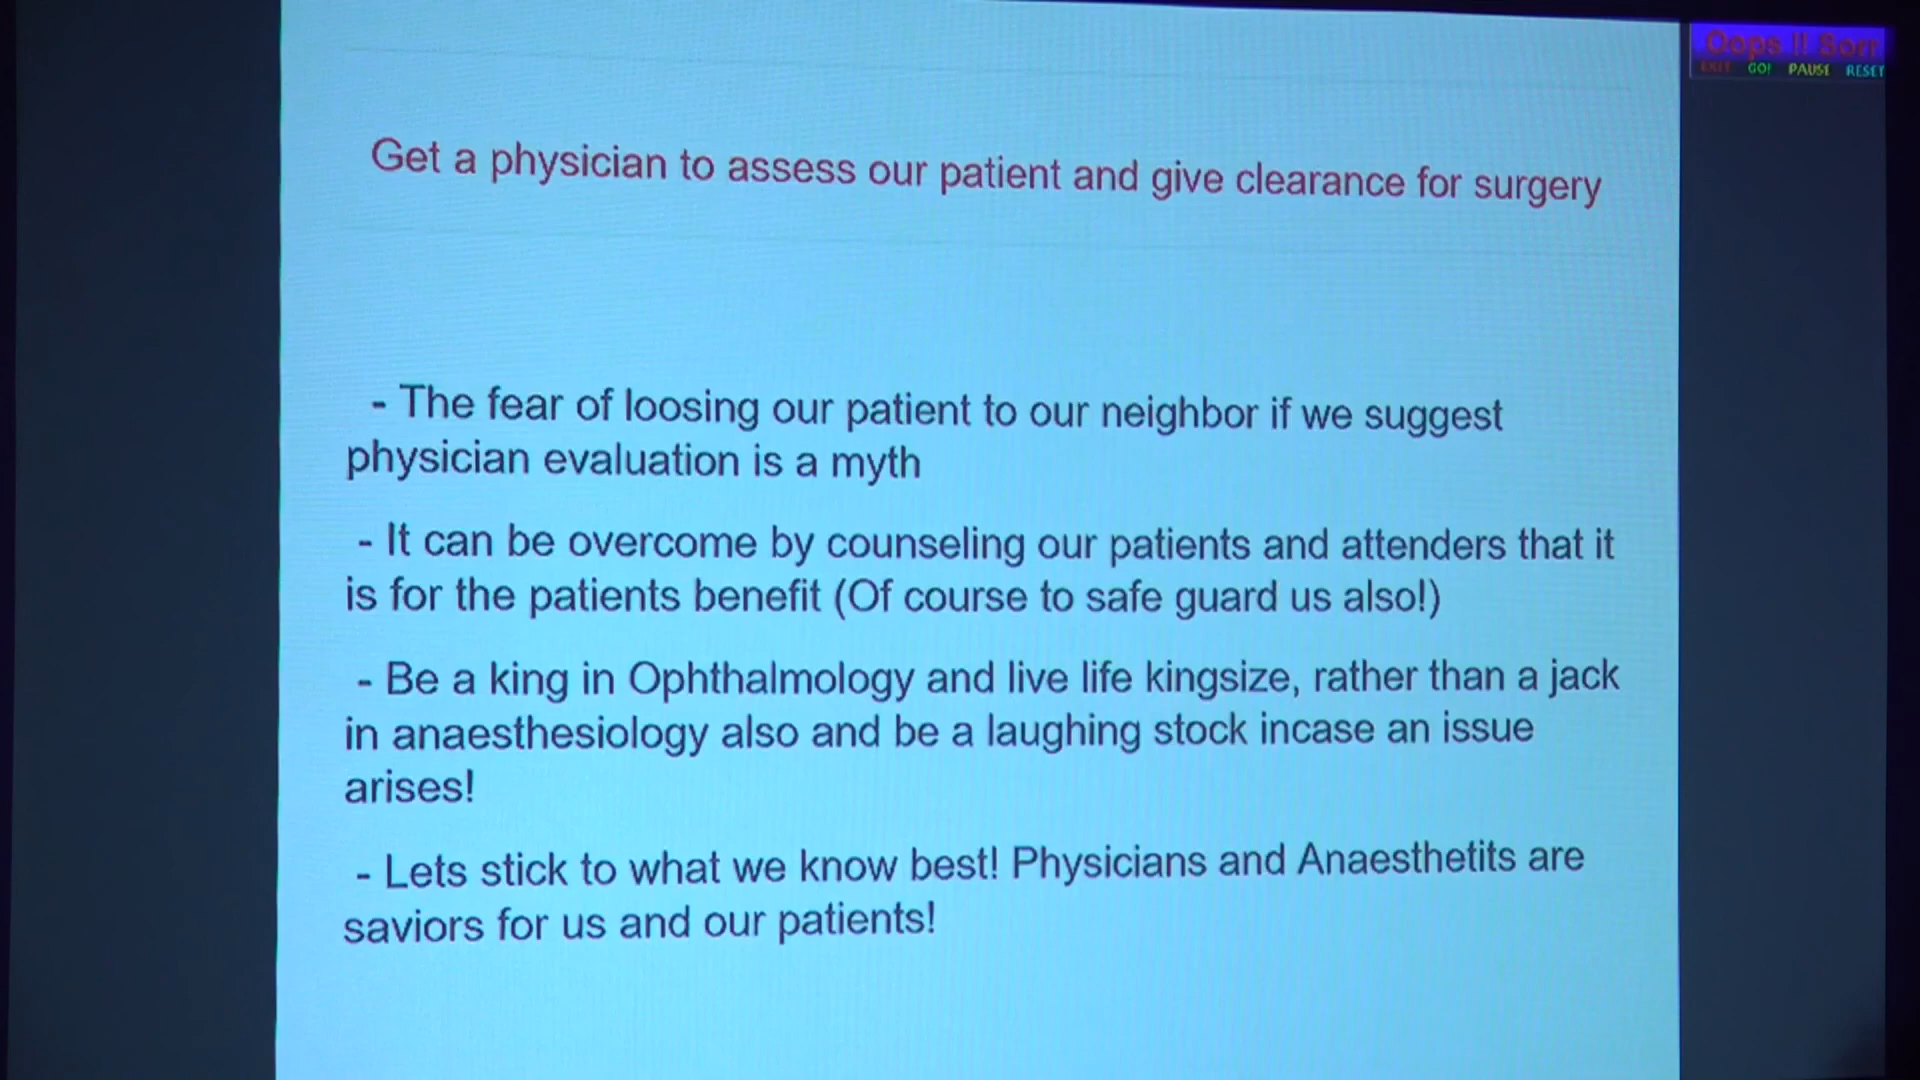 Oops !! Sorr
EXIT GO! PAUSE RESET
Get a physician to assess our patient and give clearance for surgery
- The fear of loosing our patient to our neighbor if we suggest
physician evaluation is a myth
- It can be overcome by counseling our patients and attenders that it
is for the patients benefit (Of course to safe guard us also!)
- Be a king in Ophthalmology and live life kingsize, rather than a jack
in anaesthesiology also and be a laughing stock incase an issue
arises!
- Lets stick to what we know best! Physicians and Anaesthetits are
saviors for us and our patients!